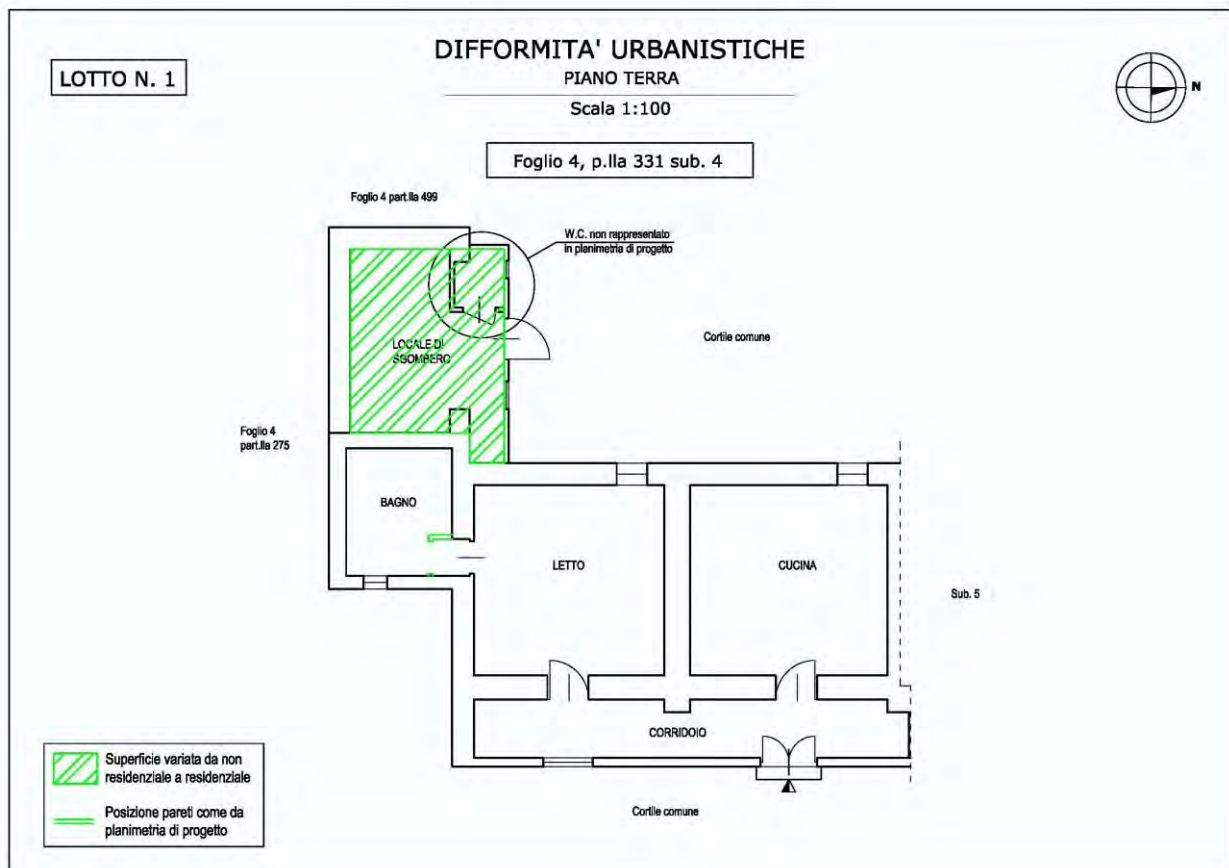 DIFFORMITA' URBANISTICHE
LOTTO N. 1
PIANO TERRA
Scala 1:100
N
Foglio 4, p.lla 331 sub. 4
Foglio 4 part.lla 499
W.C. non rappresentato
in planimetria di progetto
Cortile comune
LOCALE DI
SGOMBERO
Foglio 4
part.lla 275
BAGNO
LETTO
CUCINA
Sub. 5
CORRIDOIO
Cortile comune
Superficie variata da non
residenziale a residenziale
Posizione pareti come da
planimetria di progetto